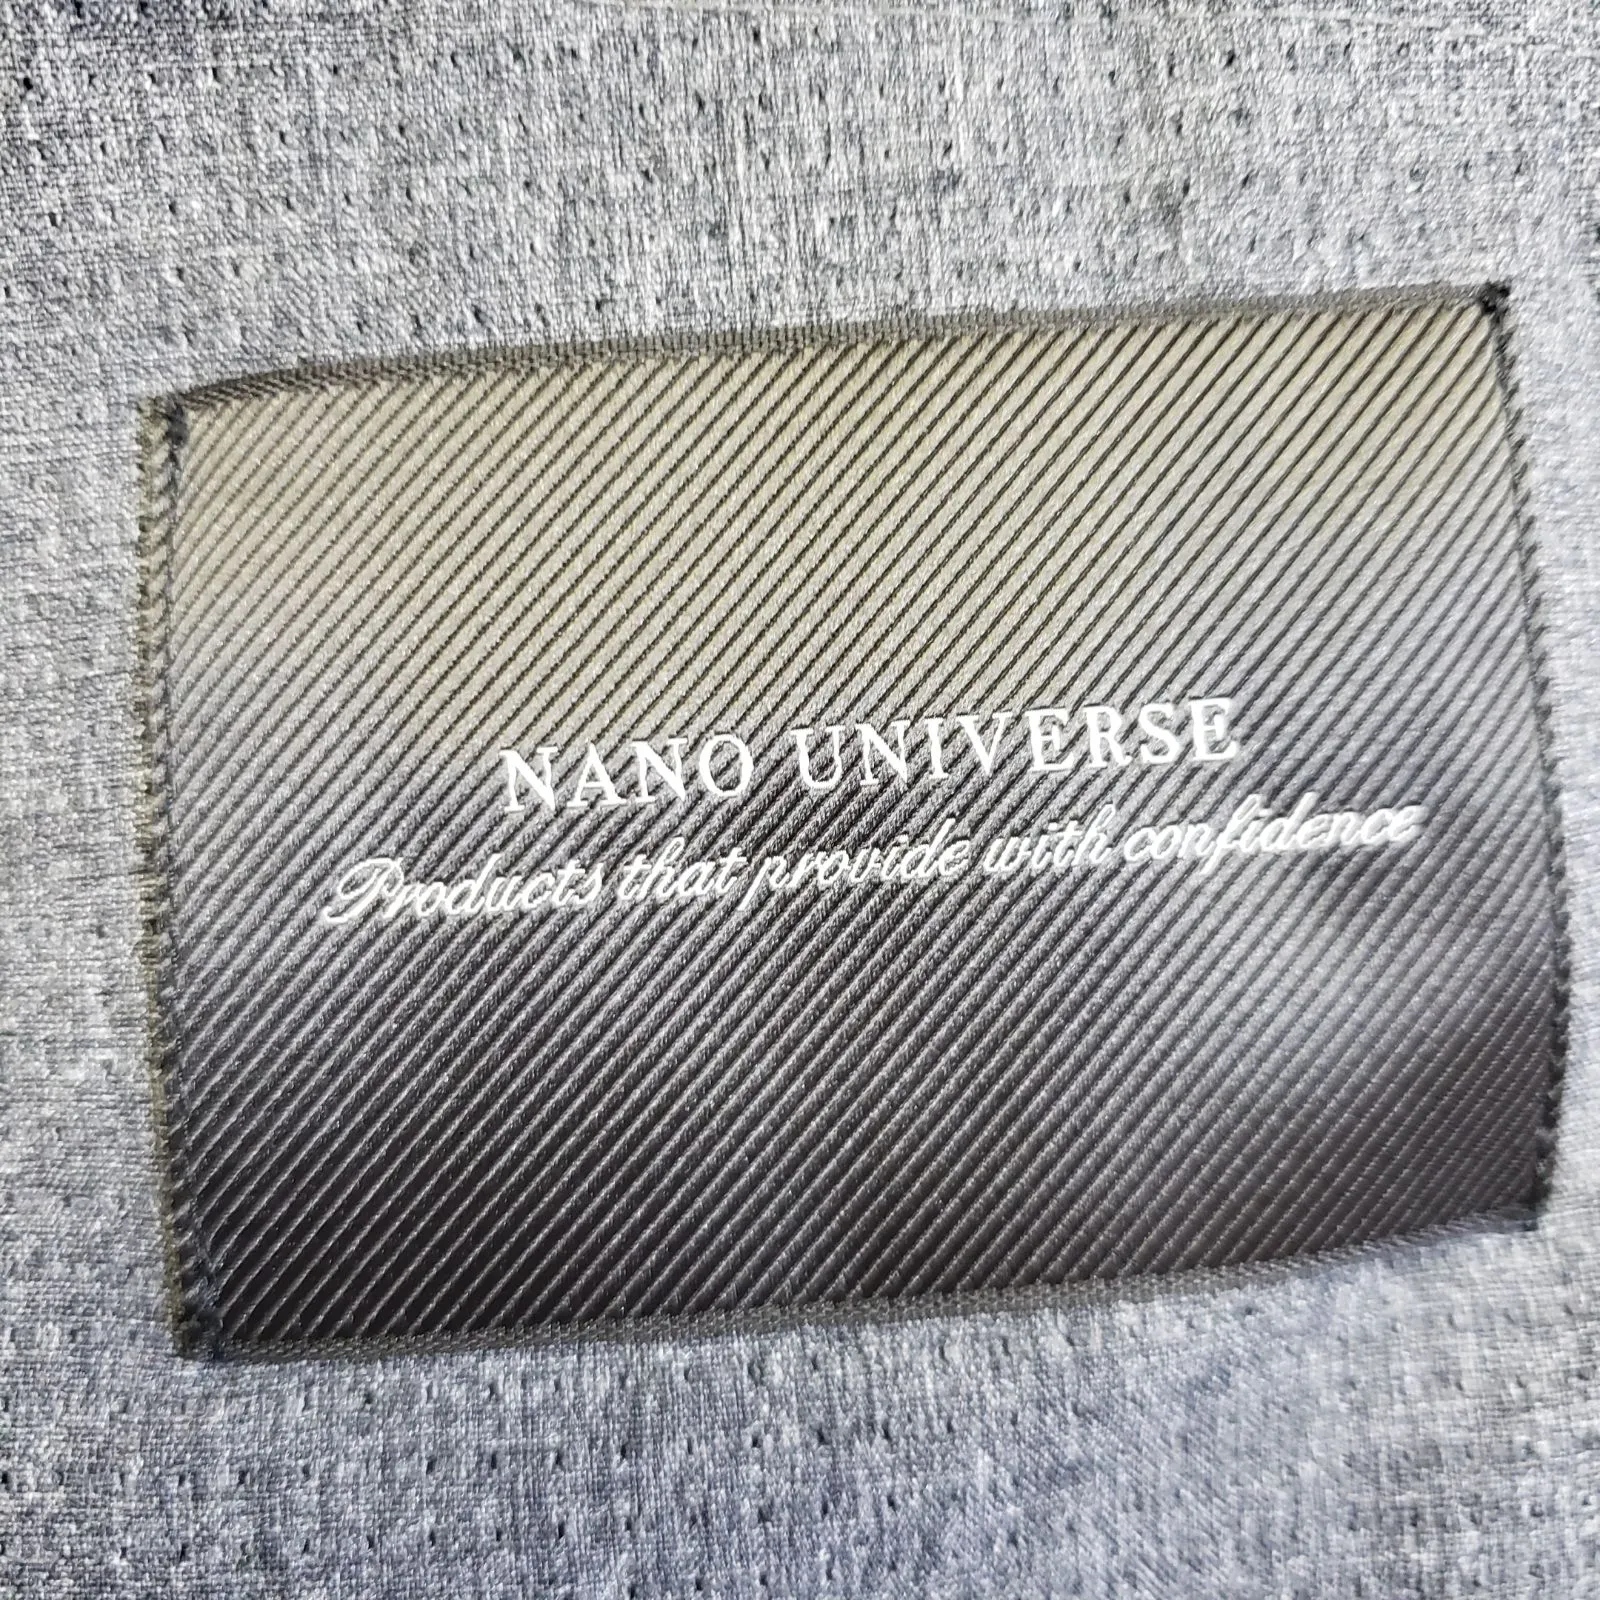 NANO UNIVERSE
Products that provide with confidence